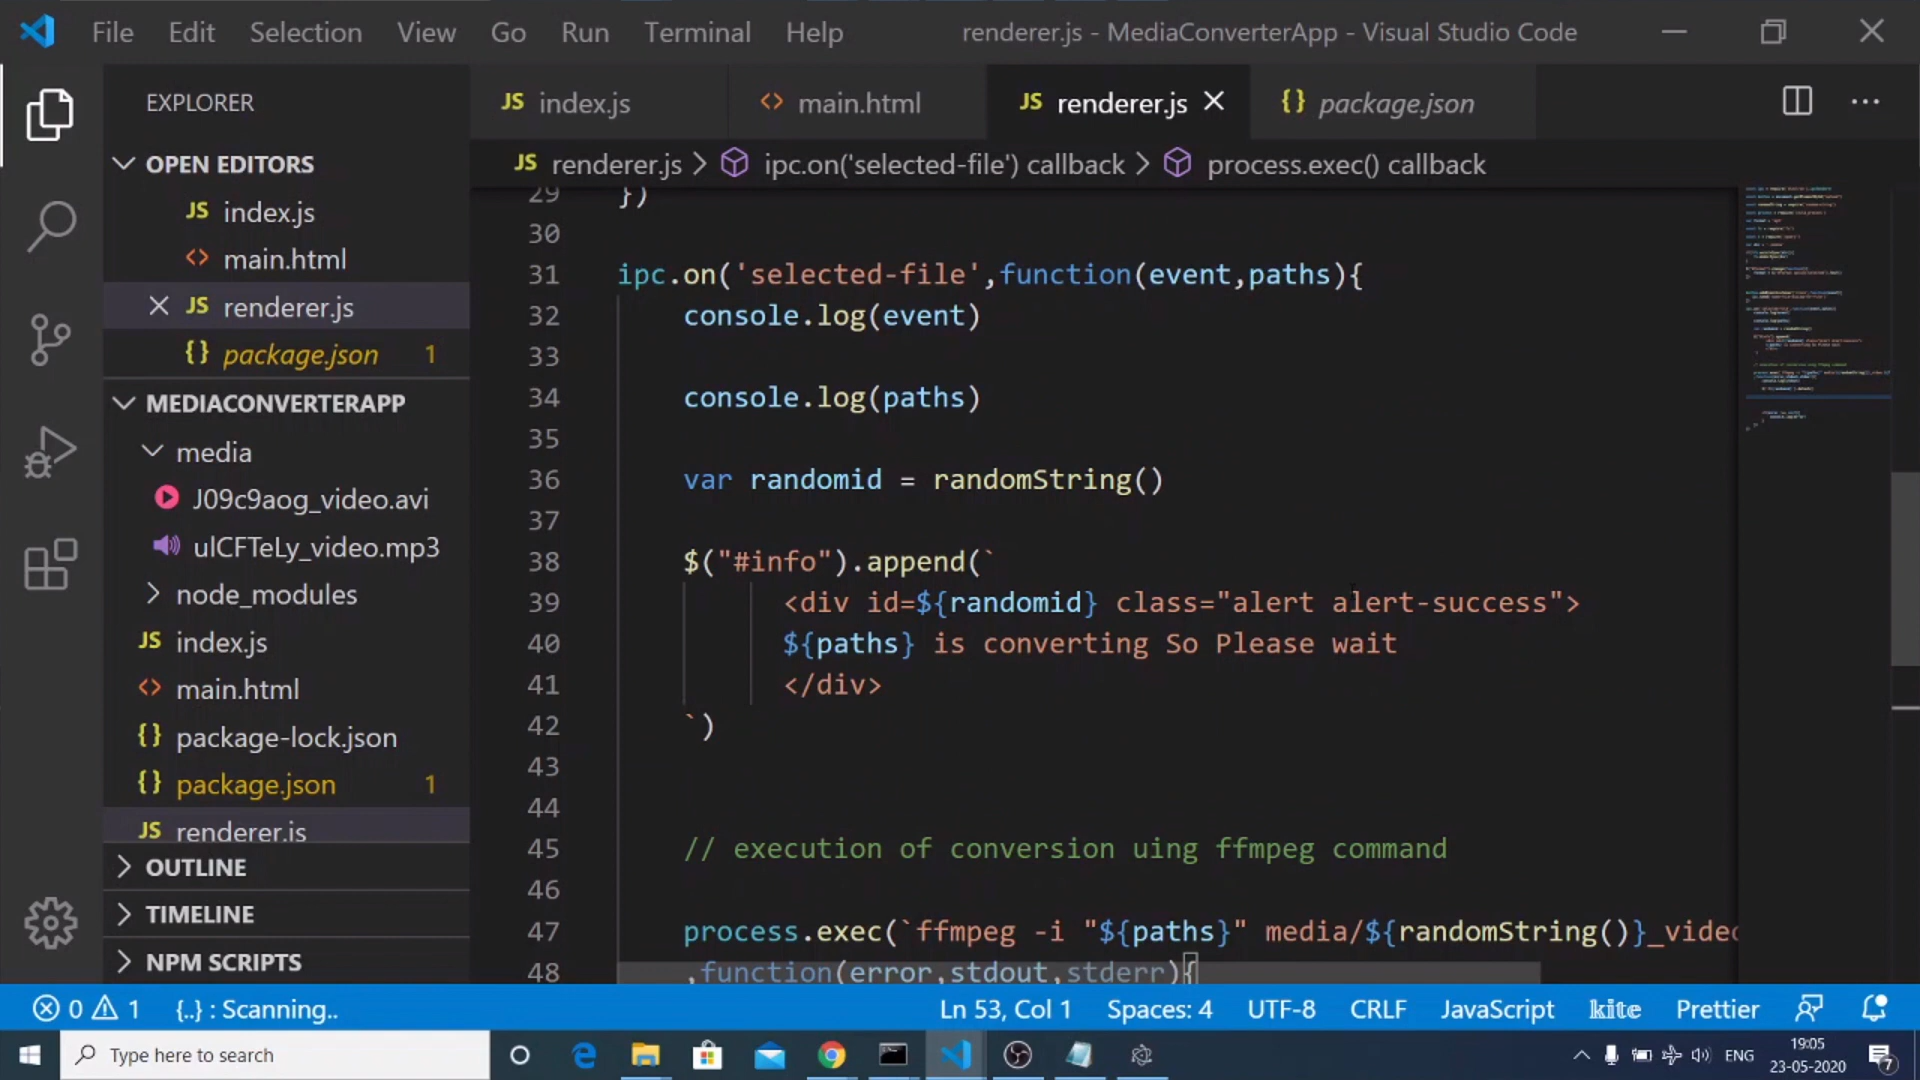 File Edit Selection View Go Run Terminal Help renderer.js - MediaConverterApp - Visual Studio Code
EXPLORER
OPEN EDITORS
JS index.js
<> main.html
JS renderer.js
{} package.json 1
MEDIACONVERTERAPP
media
J09c9aog_video.avi
ulCFTeLy_video.mp3
node_modules
JS index.js
<> main.html
{} package-lock.json
{} package.json 1
JS renderer.js
OUTLINE
TIMELINE
NPM SCRIPTS
JS index.js <> main.html JS renderer.js {} package.json
JS renderer.js > ipc.on('selected-file') callback > process.exec() callback
29 })
30
31 ipc.on('selected-file',function(event,paths){
32 console.log(event)
33
34 console.log(paths)
35
36 var randomid = randomString()
37
38 $("#info").append(`
39 <div id=${randomid} class="alert alert-success">
40 ${paths} is converting So Please wait
41 </div>
42 `)
43
44
45 // execution of conversion uing ffmpeg command
46
47 process.exec(`ffmpeg -i "${paths}" media/${randomString()}_video
48 ,function(error,stdout,stderr){
0 1 {..} : Scanning.. Ln 53, Col 1 Spaces: 4 UTF-8 CRLF JavaScript kite Prettier
Type here to search ENG 19:05
23-05-2020 7